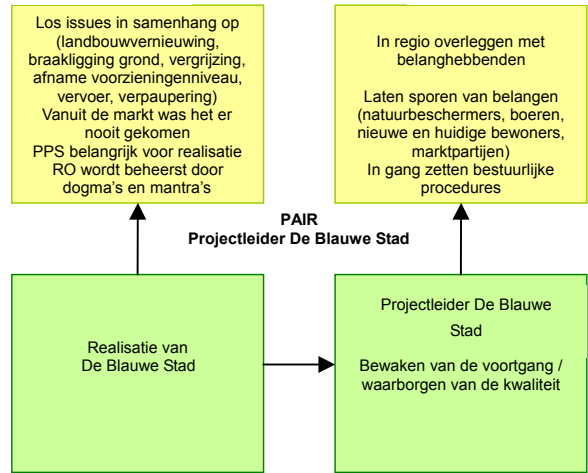 Los issues in samenhang op
(landbouwvernieuwing,
braakligging grond, vergrijzing,
afname voorzieningenniveau,
vervoer, verpaupering)
Vanuit de markt was het er
nooit gekomen
PPS belangrijk voor realisatie
RO wordt beheerst door
dogma's en mantra's
In regio overleggen met
belanghebbenden
Laten sporen van belangen
(natuurbeschermers, boeren,
nieuwe en huidige bewoners,
marktpartijen)
In gang zetten bestuurlijke
procedures
PAIR
Projectleider De Blauwe Stad
Realisatie van
De Blauwe Stad
Projectleider De Blauwe
Stad
Bewaken van de voortgang /
waarborgen van de kwaliteit